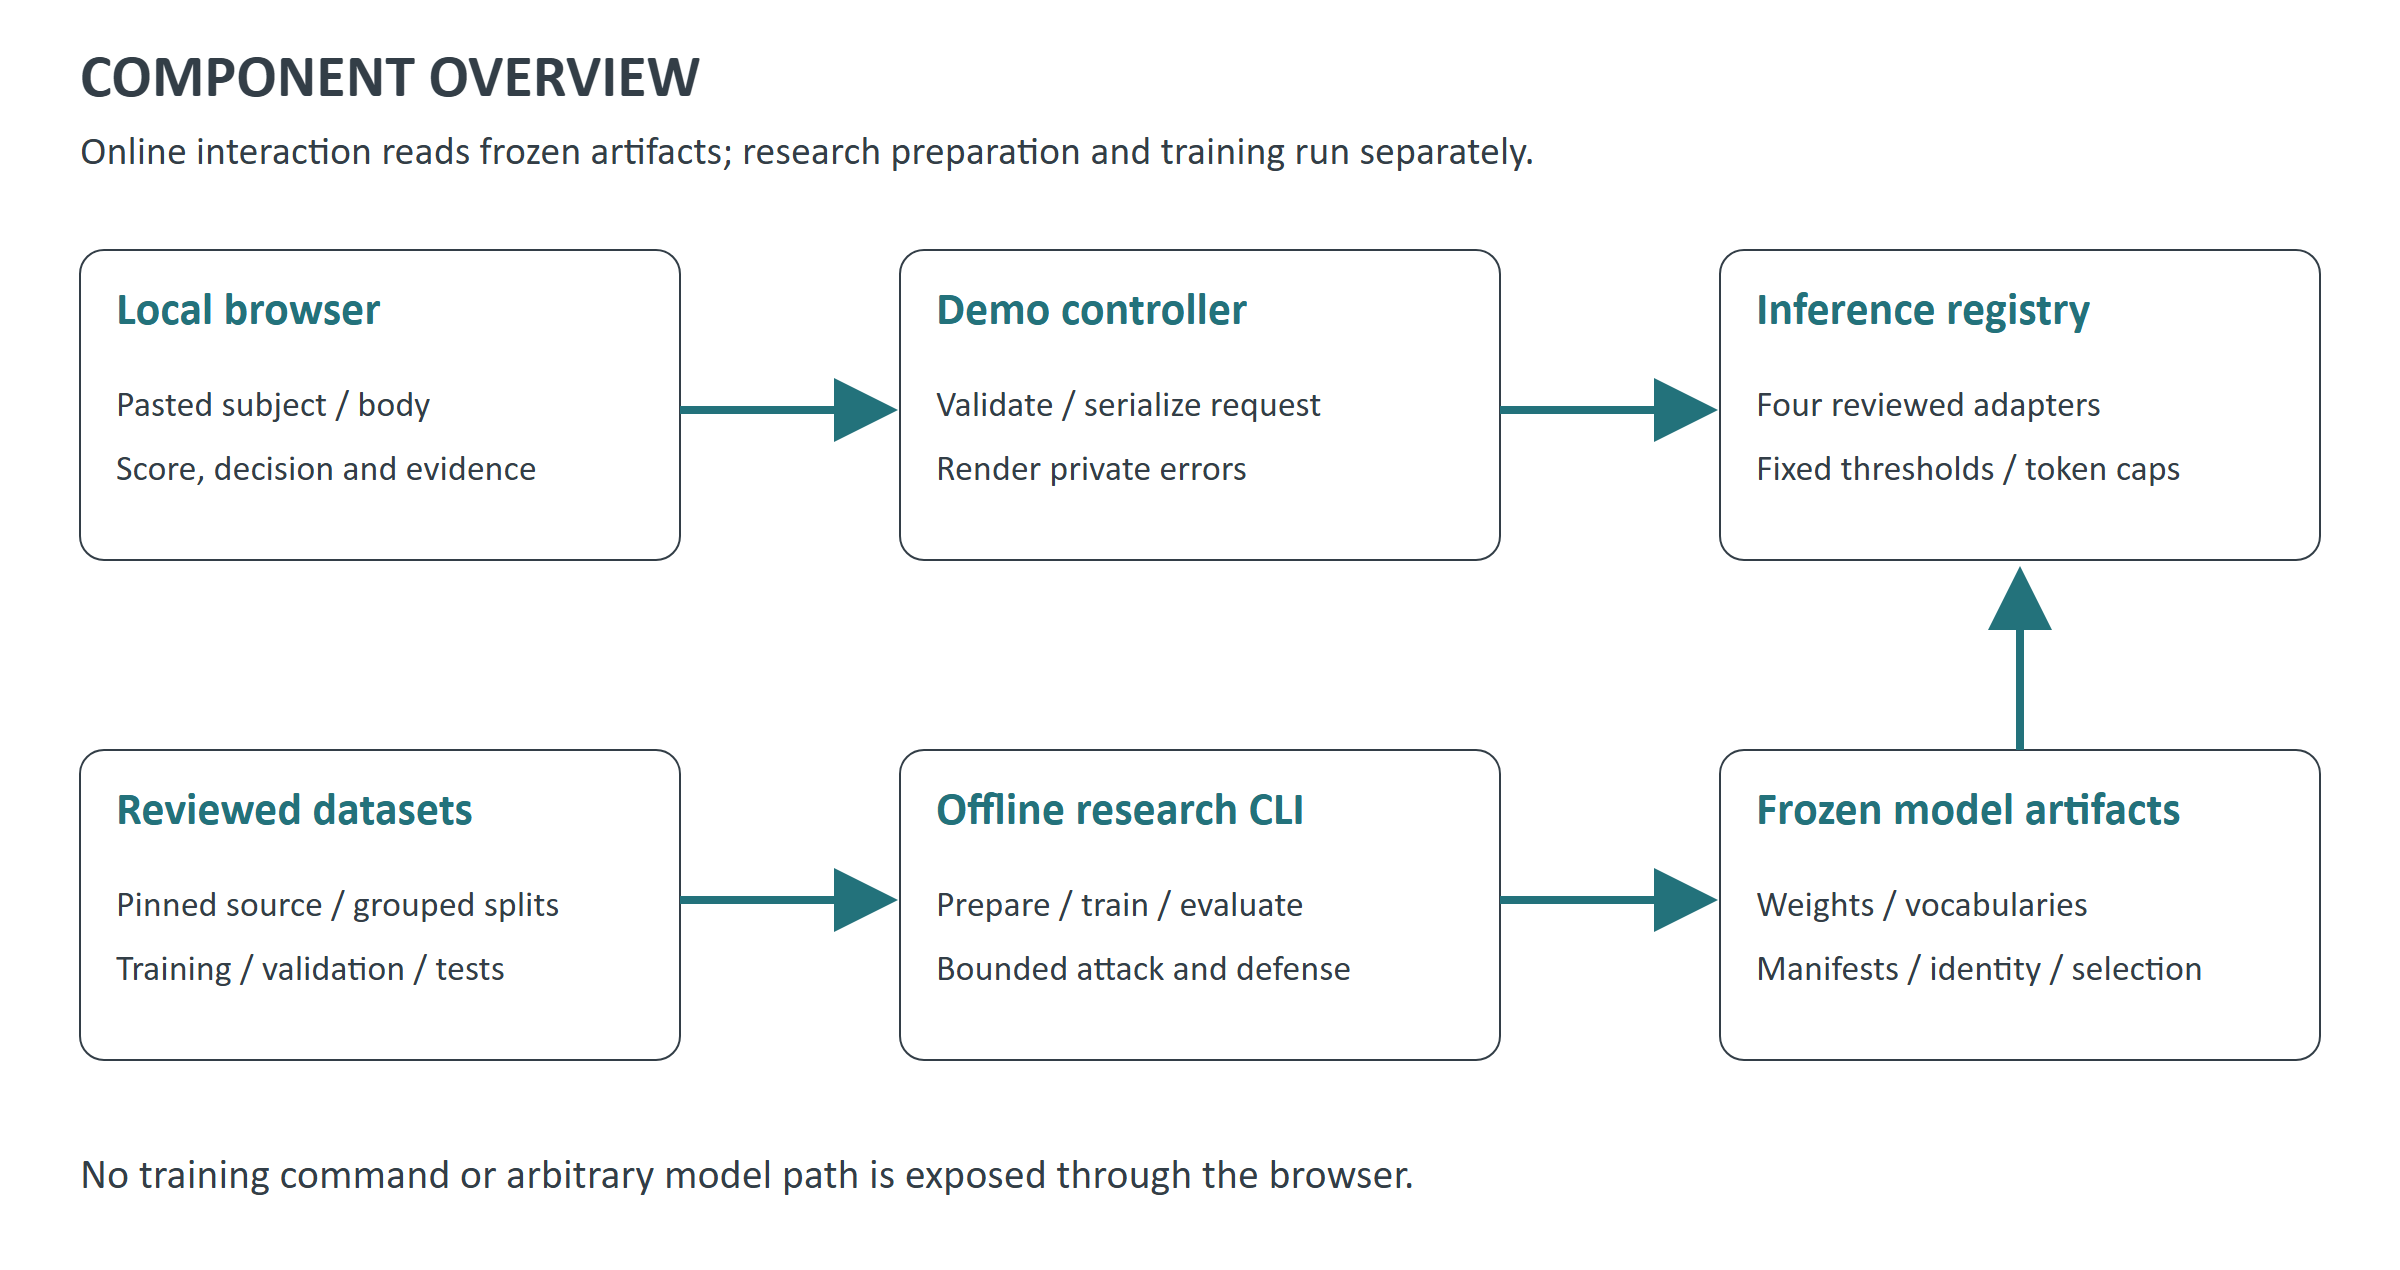 COMPONENT OVERVIEW
Online interaction reads frozen artifacts; research preparation and training run separately.
Local browser
Pasted subject / body
Score, decision and evidence
Demo controller
Validate / serialize request
Render private errors
Inference registry
Four reviewed adapters
Fixed thresholds / token caps
Reviewed datasets
Pinned source / grouped splits
Training / validation / tests
Offline research CLI
Prepare / train / evaluate
Bounded attack and defense
Frozen model artifacts
Weights / vocabularies
Manifests / identity / selection
No training command or arbitrary model path is exposed through the browser.